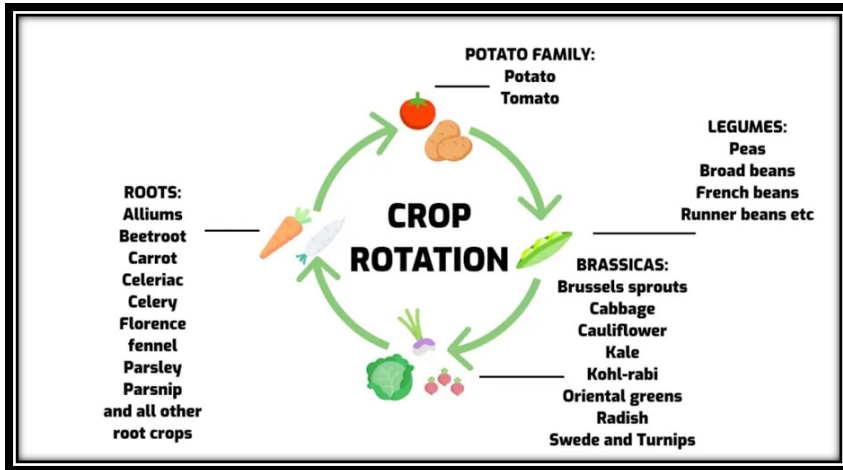 POTATO FAMILY:
Potato
Tomato
LEGUMES:
Peas
Broad beans
French beans
Runner beans etc
ROOTS:
Alliums
Beetroot
Carrot
Celeriac
Celery
Florence
fennel
Parsley
Parsnip
and all other
root crops
CROP
ROTATION
BRASSICAS:
Brussels sprouts
Cabbage
Cauliflower
Kale
Kohl-rabi
Oriental greens
Radish
Swede and Turnips